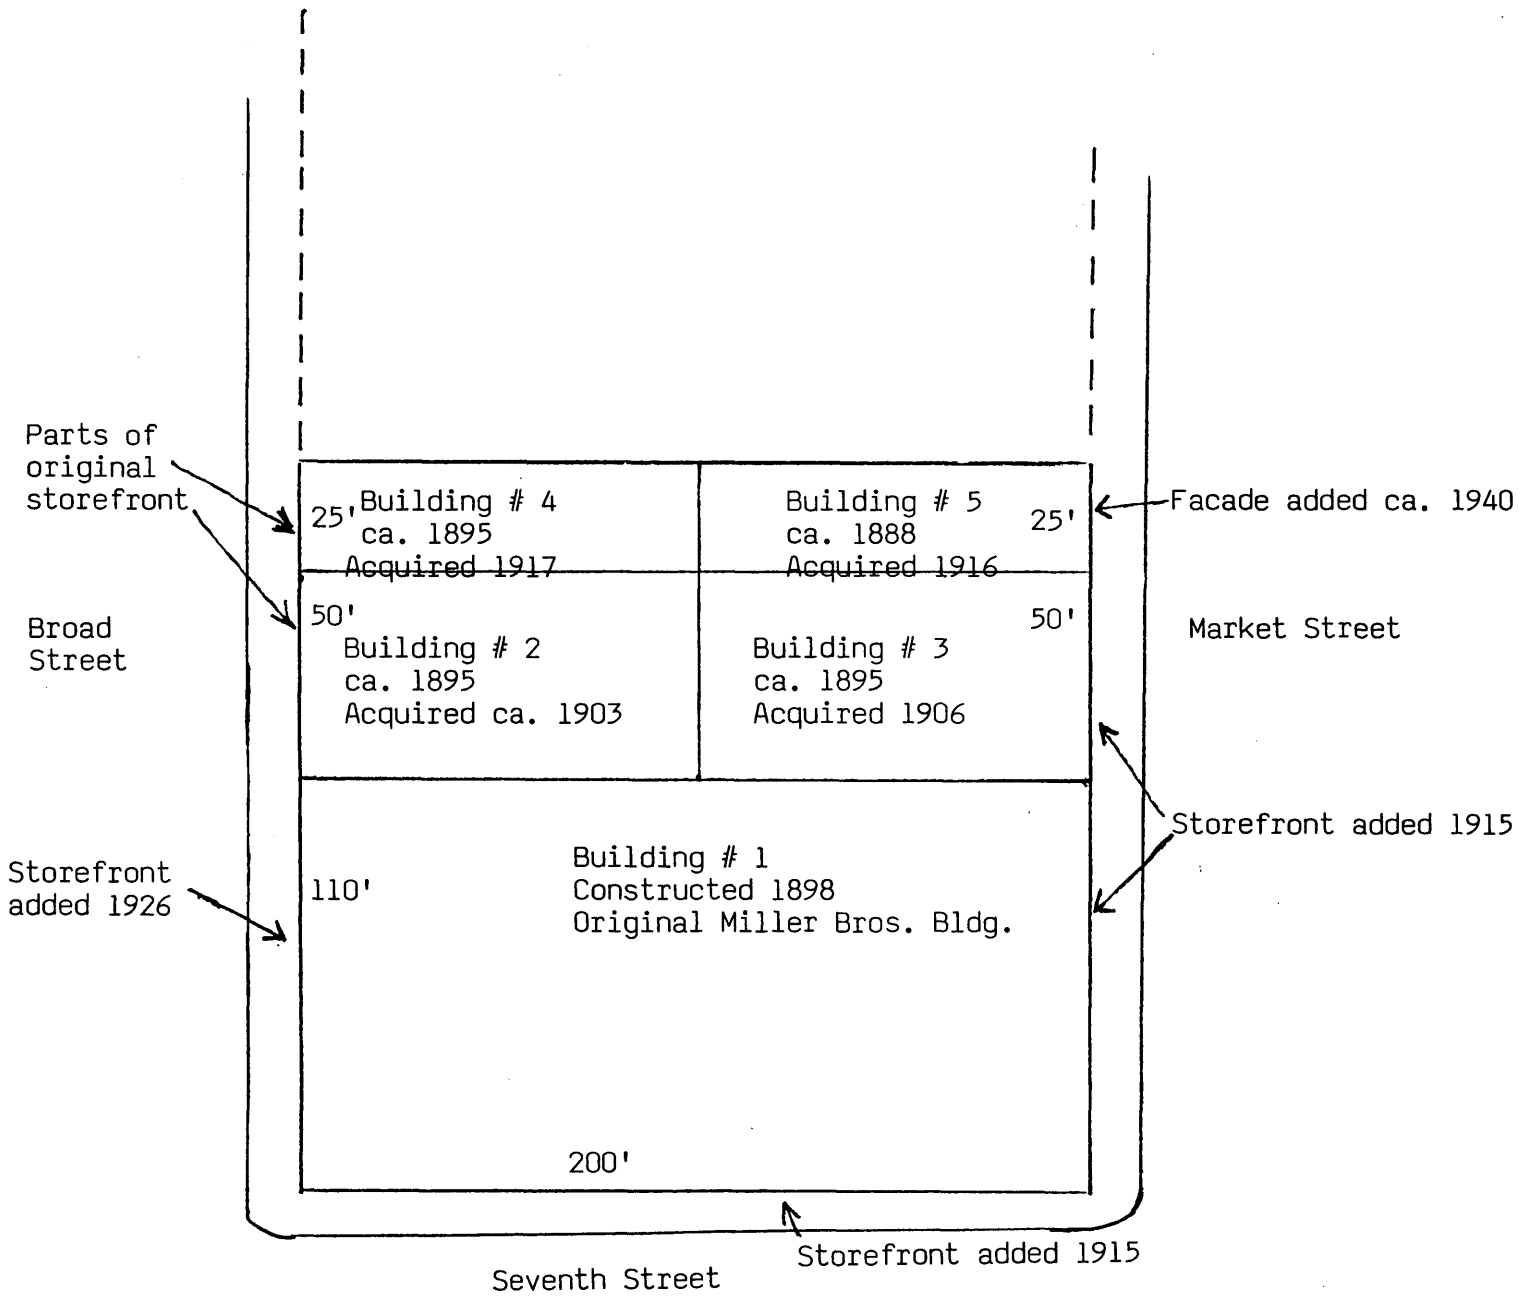 Parts of
original
storefront
25'
Building # 4
ca. 1895
Acquired 1917
Building # 5
ca. 1888
Acquired 1916
25'
Facade added ca. 1940
Broad
Street
50'
Building # 2
ca. 1895
Acquired ca. 1903
Building # 3
ca. 1895
Acquired 1906
50'
Market Street
Storefront added 1915
Storefront
added 1926
110'
Building # 1
Constructed 1898
Original Miller Bros. Bldg.
200'
Storefront added 1915
Seventh Street